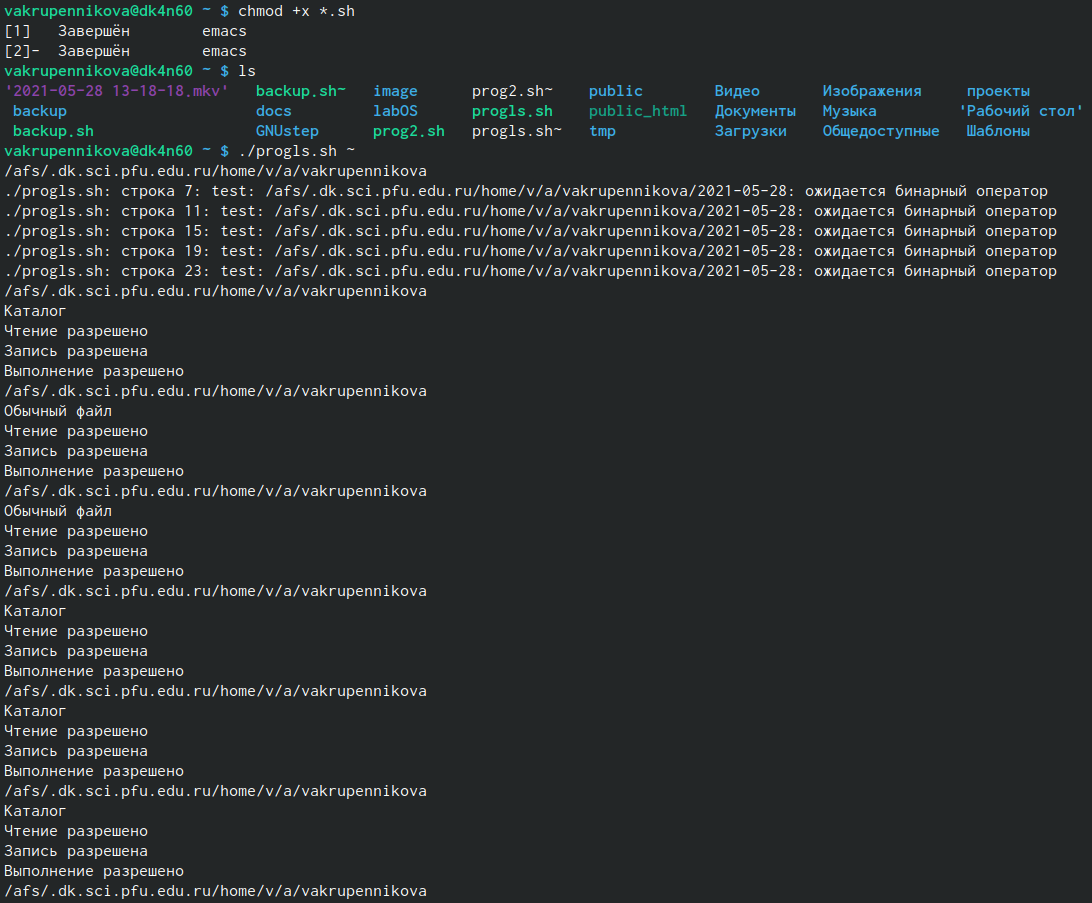 vakrupennikova@dk4n60 ~ $ chmod +x *.sh
[1]   Завершён        emacs
[2]-  Завершён        emacs
vakrupennikova@dk4n60 ~ $ ls
'2021-05-28 13-18-18.mkv'   backup.sh~   image    prog2.sh~   public        Видео       Изображения    проекты
 backup                     docs         labOS    progls.sh   public_html   Документы   Музыка        'Рабочий стол'
 backup.sh                  GNUstep      prog2.sh   progls.sh~   tmp           Загрузки    Общедоступные   Шаблоны
vakrupennikova@dk4n60 ~ $ ./progls.sh ~
/afs/.dk.sci.pfu.edu.ru/home/v/a/vakrupennikova
./progls.sh: строка 7: test: /afs/.dk.sci.pfu.edu.ru/home/v/a/vakrupennikova/2021-05-28: ожидается бинарный оператор
./progls.sh: строка 11: test: /afs/.dk.sci.pfu.edu.ru/home/v/a/vakrupennikova/2021-05-28: ожидается бинарный оператор
./progls.sh: строка 15: test: /afs/.dk.sci.pfu.edu.ru/home/v/a/vakrupennikova/2021-05-28: ожидается бинарный оператор
./progls.sh: строка 19: test: /afs/.dk.sci.pfu.edu.ru/home/v/a/vakrupennikova/2021-05-28: ожидается бинарный оператор
./progls.sh: строка 23: test: /afs/.dk.sci.pfu.edu.ru/home/v/a/vakrupennikova/2021-05-28: ожидается бинарный оператор
/afs/.dk.sci.pfu.edu.ru/home/v/a/vakrupennikova
Каталог
Чтение разрешено
Запись разрешена
Выполнение разрешено
/afs/.dk.sci.pfu.edu.ru/home/v/a/vakrupennikova
Обычный файл
Чтение разрешено
Запись разрешена
Выполнение разрешено
/afs/.dk.sci.pfu.edu.ru/home/v/a/vakrupennikova
Обычный файл
Чтение разрешено
Запись разрешена
Выполнение разрешено
/afs/.dk.sci.pfu.edu.ru/home/v/a/vakrupennikova
Каталог
Чтение разрешено
Запись разрешена
Выполнение разрешено
/afs/.dk.sci.pfu.edu.ru/home/v/a/vakrupennikova
Каталог
Чтение разрешено
Запись разрешена
Выполнение разрешено
/afs/.dk.sci.pfu.edu.ru/home/v/a/vakrupennikova
Каталог
Чтение разрешено
Запись разрешена
Выполнение разрешено
/afs/.dk.sci.pfu.edu.ru/home/v/a/vakrupennikova